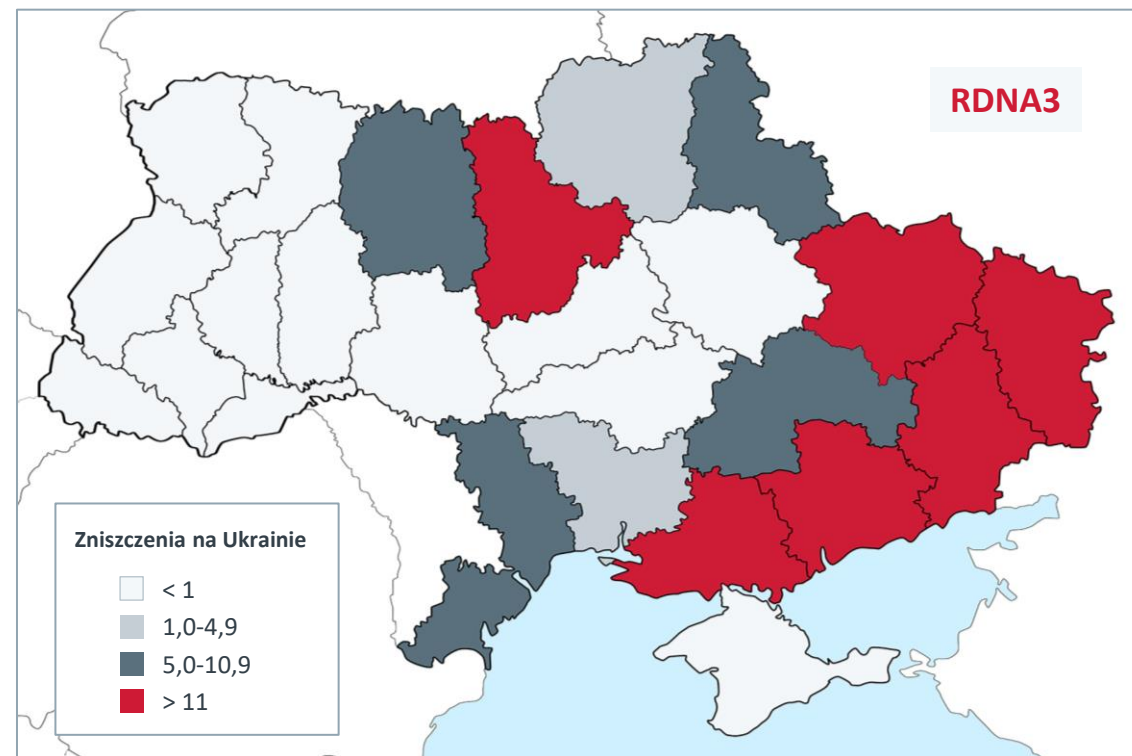 RDNA3
Zniszczenia na Ukrainie
< 1
1,0-4,9
5,0-10,9
> 11